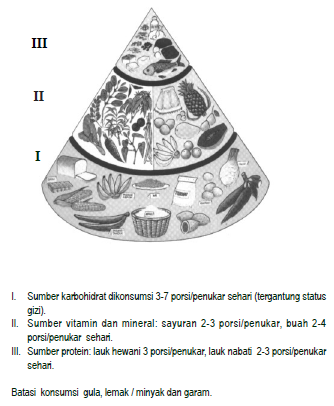 III
II
I
I. Sumber karbohidrat dikonsumsi 3-7 porsi/penukar sehari (tergantung status
gizi).
II. Sumber vitamin dan mineral: sayuran 2-3 porsi/penukar, buah 2-4
porsi/penukar sehari.
III. Sumber protein: lauk hewani 3 porsi/penukar, lauk nabati 2-3 porsi/penukar
sehari.
Batasi konsumsi gula, lemak / minyak dan garam.